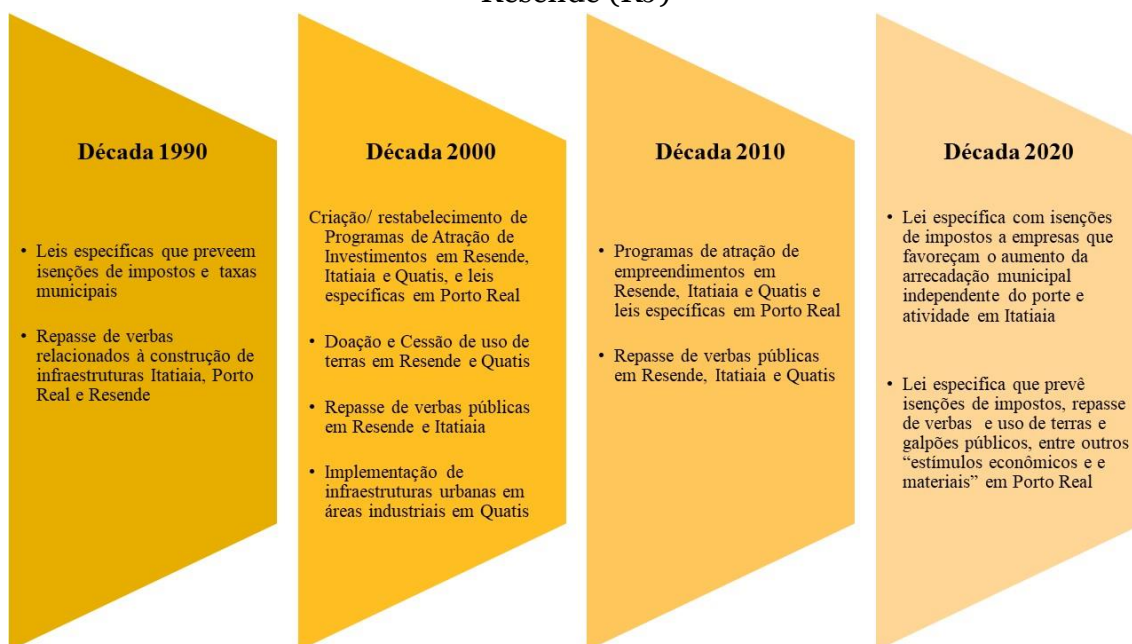 Resende (RJ)
Década 1990
• Leis específicas que preveem
isenções de impostos e taxas
municipais
• Repasse de verbas
relacionados à construção de
infraestruturas Itatiaia, Porto
Real e Resende
Década 2000
Criação/ restabelecimento de
Programas de Atração de
Investimentos em Resende,
Itatiaia e Quatis, e leis
específicas em Porto Real
• Doação e Cessão de uso de
terras em Resende e Quatis
• Repasse de verbas públicas
em Resende e Itatiaia
• Implementação de
infraestruturas urbanas em
áreas industriais em Quatis
Década 2010
• Programas de atração de
empreendimentos em
Resende, Itatiaia e Quatis e
leis específicas em Porto Real
• Repasse de verbas públicas
em Resende, Itatiaia e Quatis
Década 2020
• Lei específica com isenções
de impostos a empresas que
favoreçam o aumento da
arrecadação municipal
independente do porte e
atividade em Itatiaia
• Lei especifica que prevê
isenções de impostos, repasse
de verbas e uso de terras e
galpões públicos, entre outros
“estímulos econômicos e e
materiais” em Porto Real